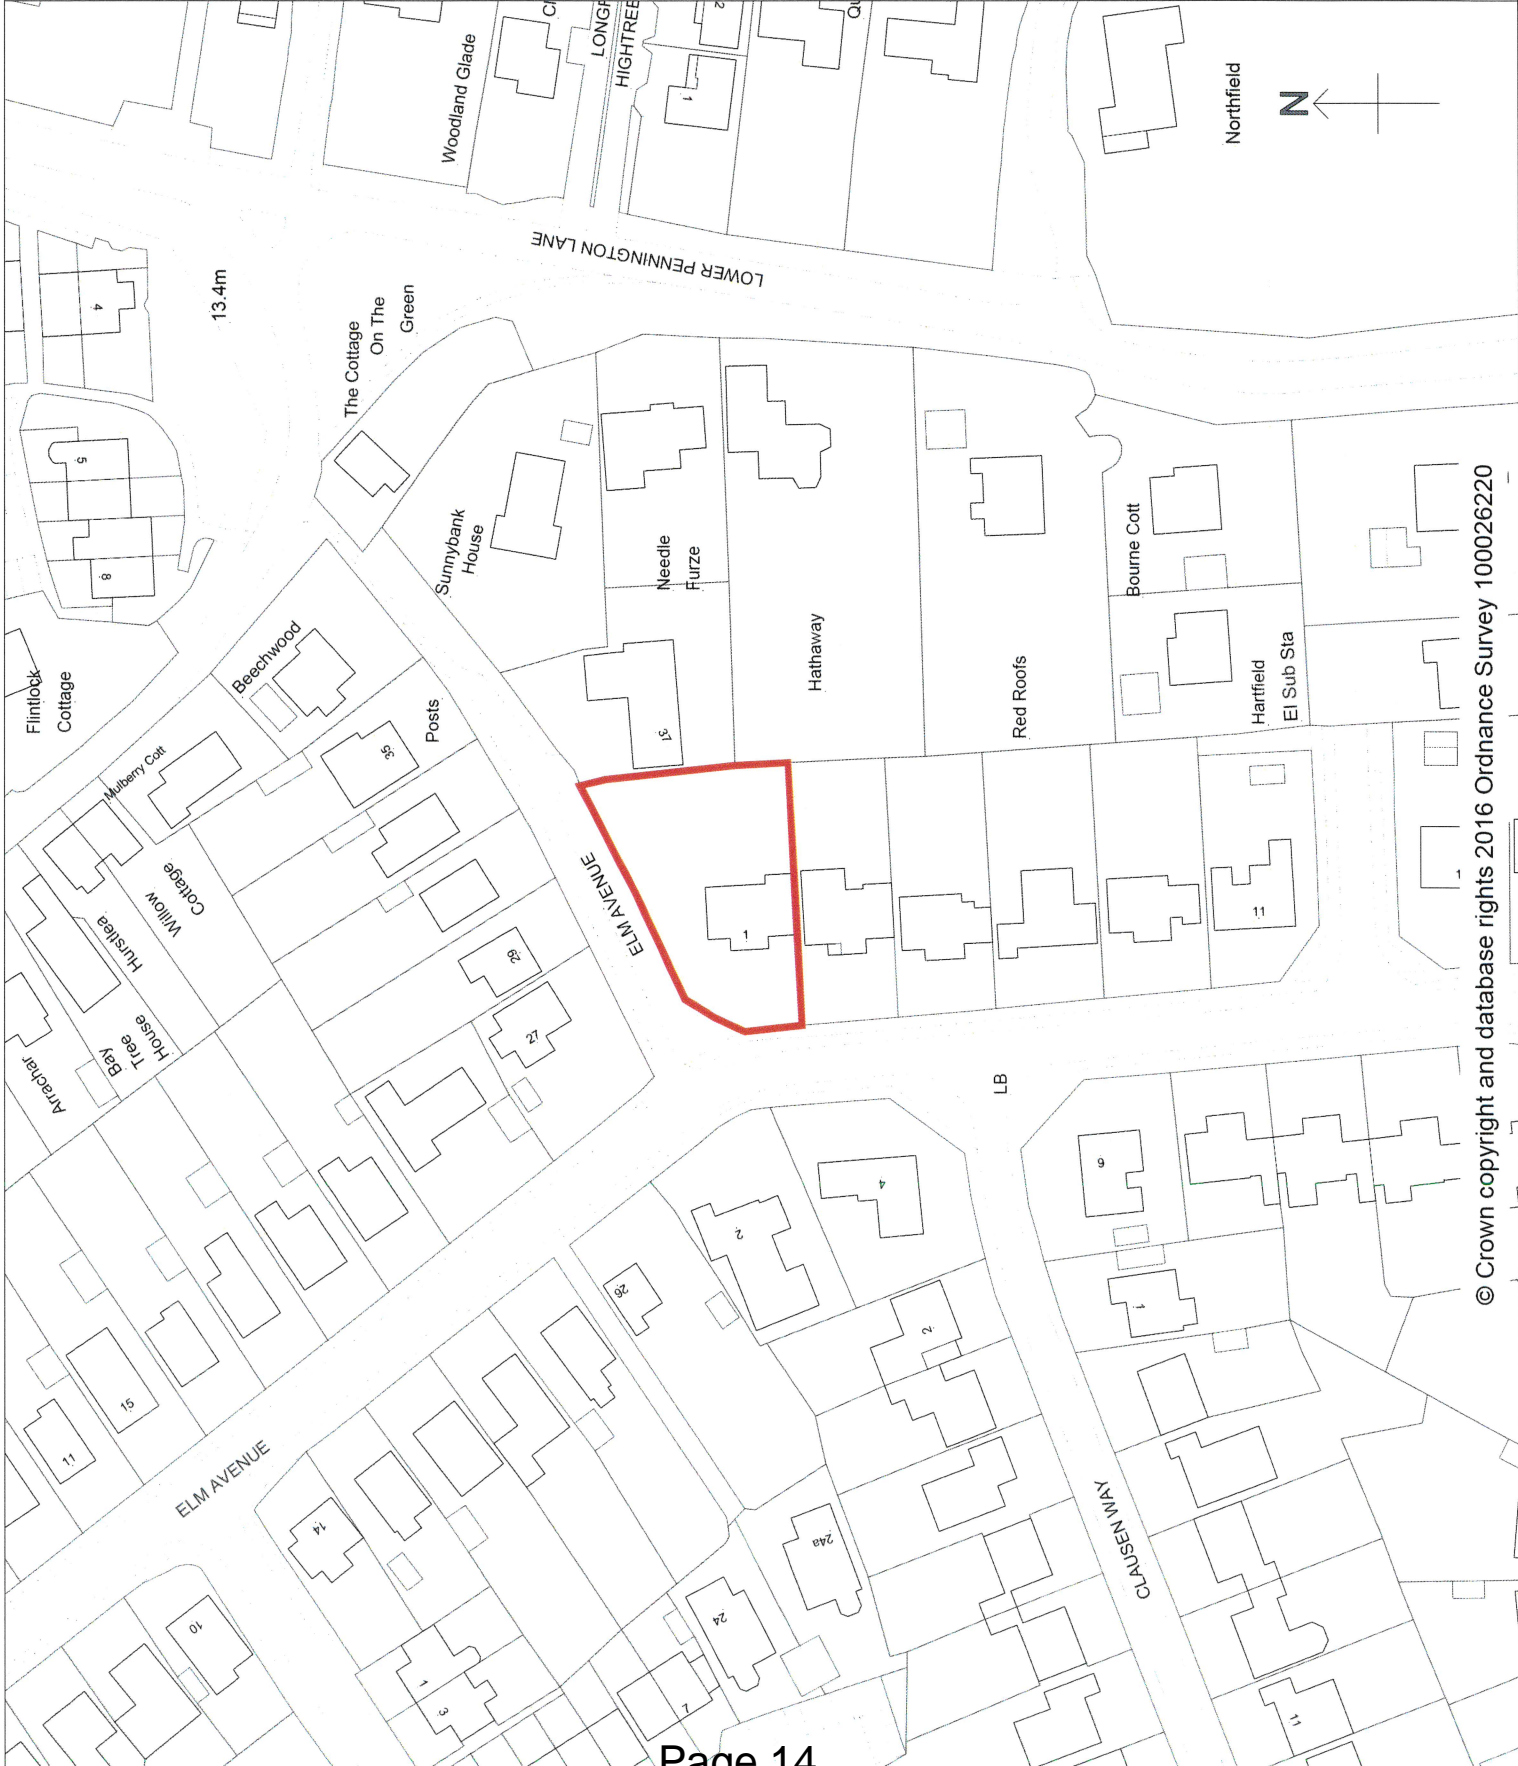 Woodland Glade
LONGF
HIGHTREE
1
2
Northfield
N
LOWER PENNINGTON LANE
4
13.4m
The Cottage
On The
Green
5
8
Flintlock
Cottage
Sunnybank
House
Needle
Furze
Hathaway
Red Roofs
Bourne Cott
Hartfield
El Sub Sta
Beechwood
Mulberry Cott
Posts
35
37
Willow
Cottage
Hurstlea
Bay
Tree
House
Arrachar
29
27
ELM AVENUE
1
11
1
LB
2
4
9
1
26
2
15
11
ELM AVENUE
14
10
1
3
7
24
24a
CLAUSEN WAY
11
© Crown copyright and database rights 2016 Ordnance Survey 100026220
Page 14